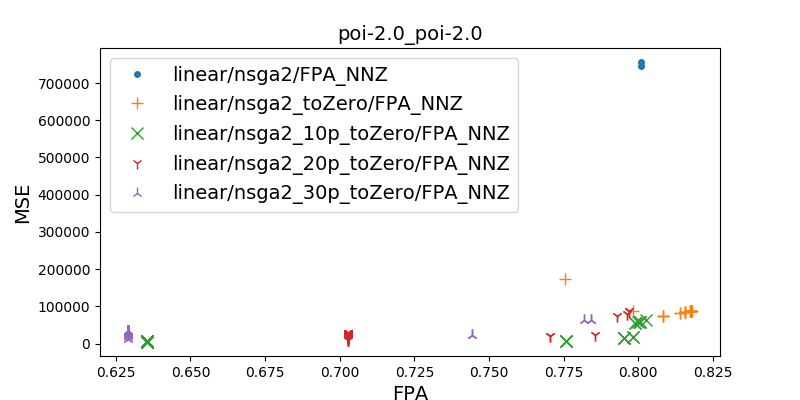 poi-2.0_poi-2.0
700000
600000
500000
400000
300000
200000
100000
0
MSE
linear/nsga2/FPA_NNZ
linear/nsga2_toZero/FPA_NNZ
linear/nsga2_10p_toZero/FPA_NNZ
linear/nsga2_20p_toZero/FPA_NNZ
linear/nsga2_30p_toZero/FPA_NNZ
0.625 0.650 0.675 0.700 0.725 0.750 0.775 0.800 0.825
FPA